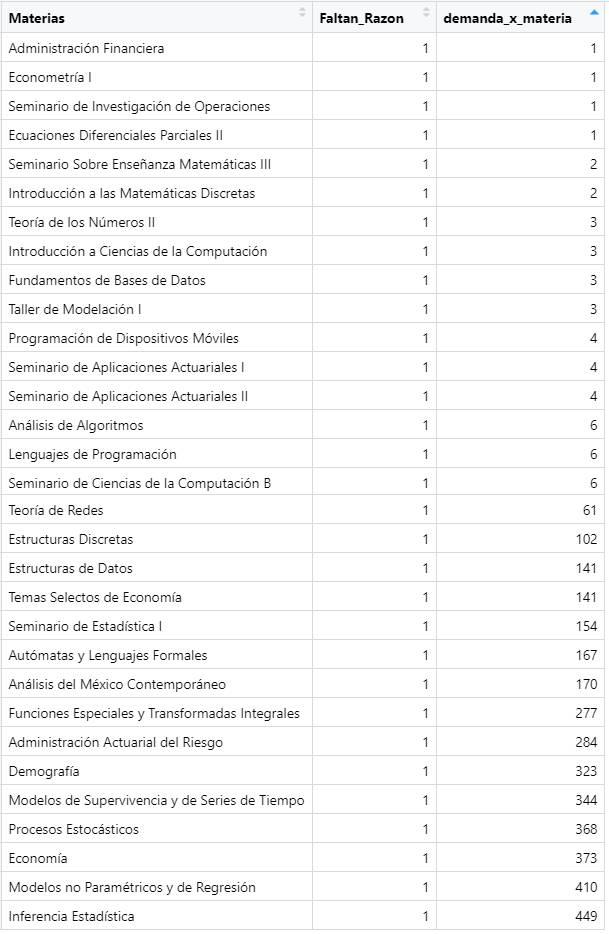 Materias Faltan_Razon demanda_x_materia
Administración Financiera 1 1
Econometría I 1 1
Seminario de Investigación de Operaciones 1 1
Ecuaciones Diferenciales Parciales II 1 1
Seminario Sobre Enseñanza Matemáticas III 1 2
Introducción a las Matemáticas Discretas 1 2
Teoría de los Números II 1 3
Introducción a Ciencias de la Computación 1 3
Fundamentos de Bases de Datos 1 3
Taller de Modelación I 1 3
Programación de Dispositivos Móviles 1 4
Seminario de Aplicaciones Actuariales I 1 4
Seminario de Aplicaciones Actuariales II 1 4
Análisis de Algoritmos 1 6
Lenguajes de Programación 1 6
Seminario de Ciencias de la Computación B 1 6
Teoría de Redes 1 61
Estructuras Discretas 1 102
Estructuras de Datos 1 141
Temas Selectos de Economía 1 141
Seminario de Estadística I 1 154
Autómatas y Lenguajes Formales 1 167
Análisis del México Contemporáneo 1 170
Funciones Especiales y Transformadas Integrales 1 277
Administración Actuarial del Riesgo 1 284
Demografía 1 323
Modelos de Supervivencia y de Series de Tiempo 1 344
Procesos Estocásticos 1 368
Economía 1 373
Modelos no Paramétricos y de Regresión 1 410
Inferencia Estadística 1 449